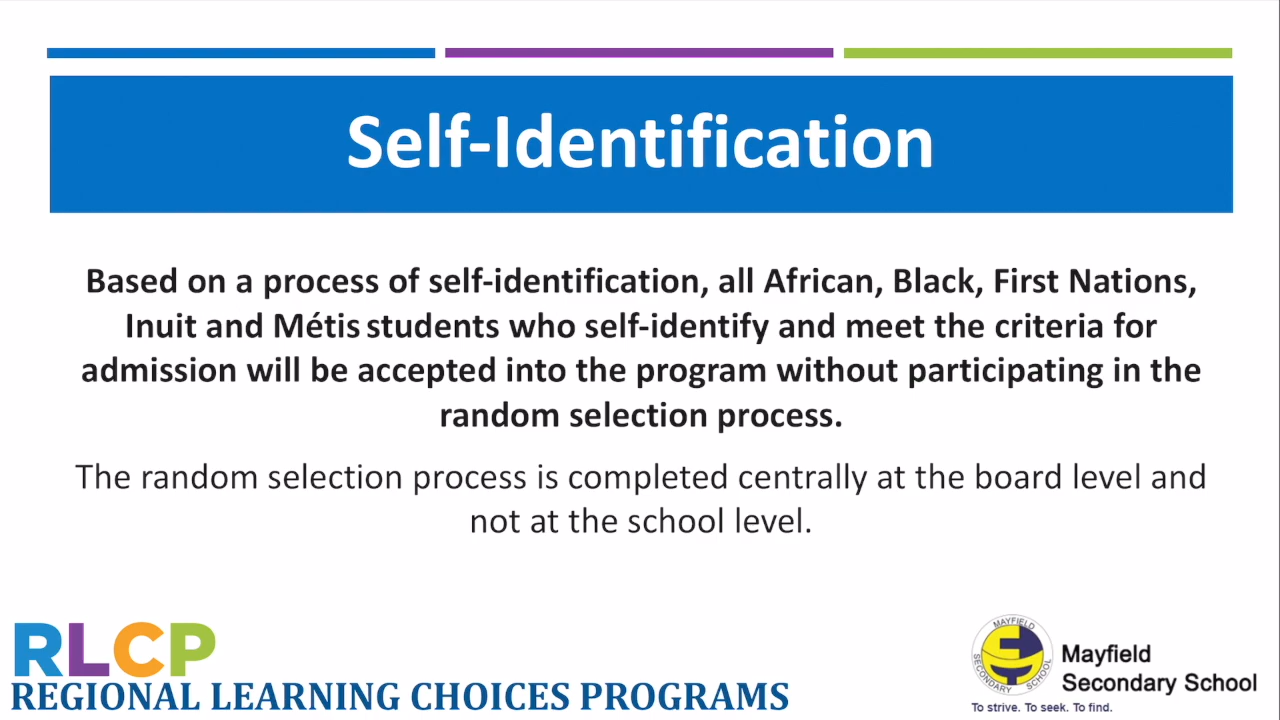 Self-Identification
Based on a process of self-identification, all African, Black, First Nations,
Inuit and Métis students who self-identify and meet the criteria for
admission will be accepted into the program without participating in the
random selection process.
The random selection process is completed centrally at the board level and
not at the school level.
RLCP
REGIONAL LEARNING CHOICES PROGRAMS
MAYFIELD
SECONDARY SCHOOL
Mayfield
Secondary School
To strive. To seek. To find.